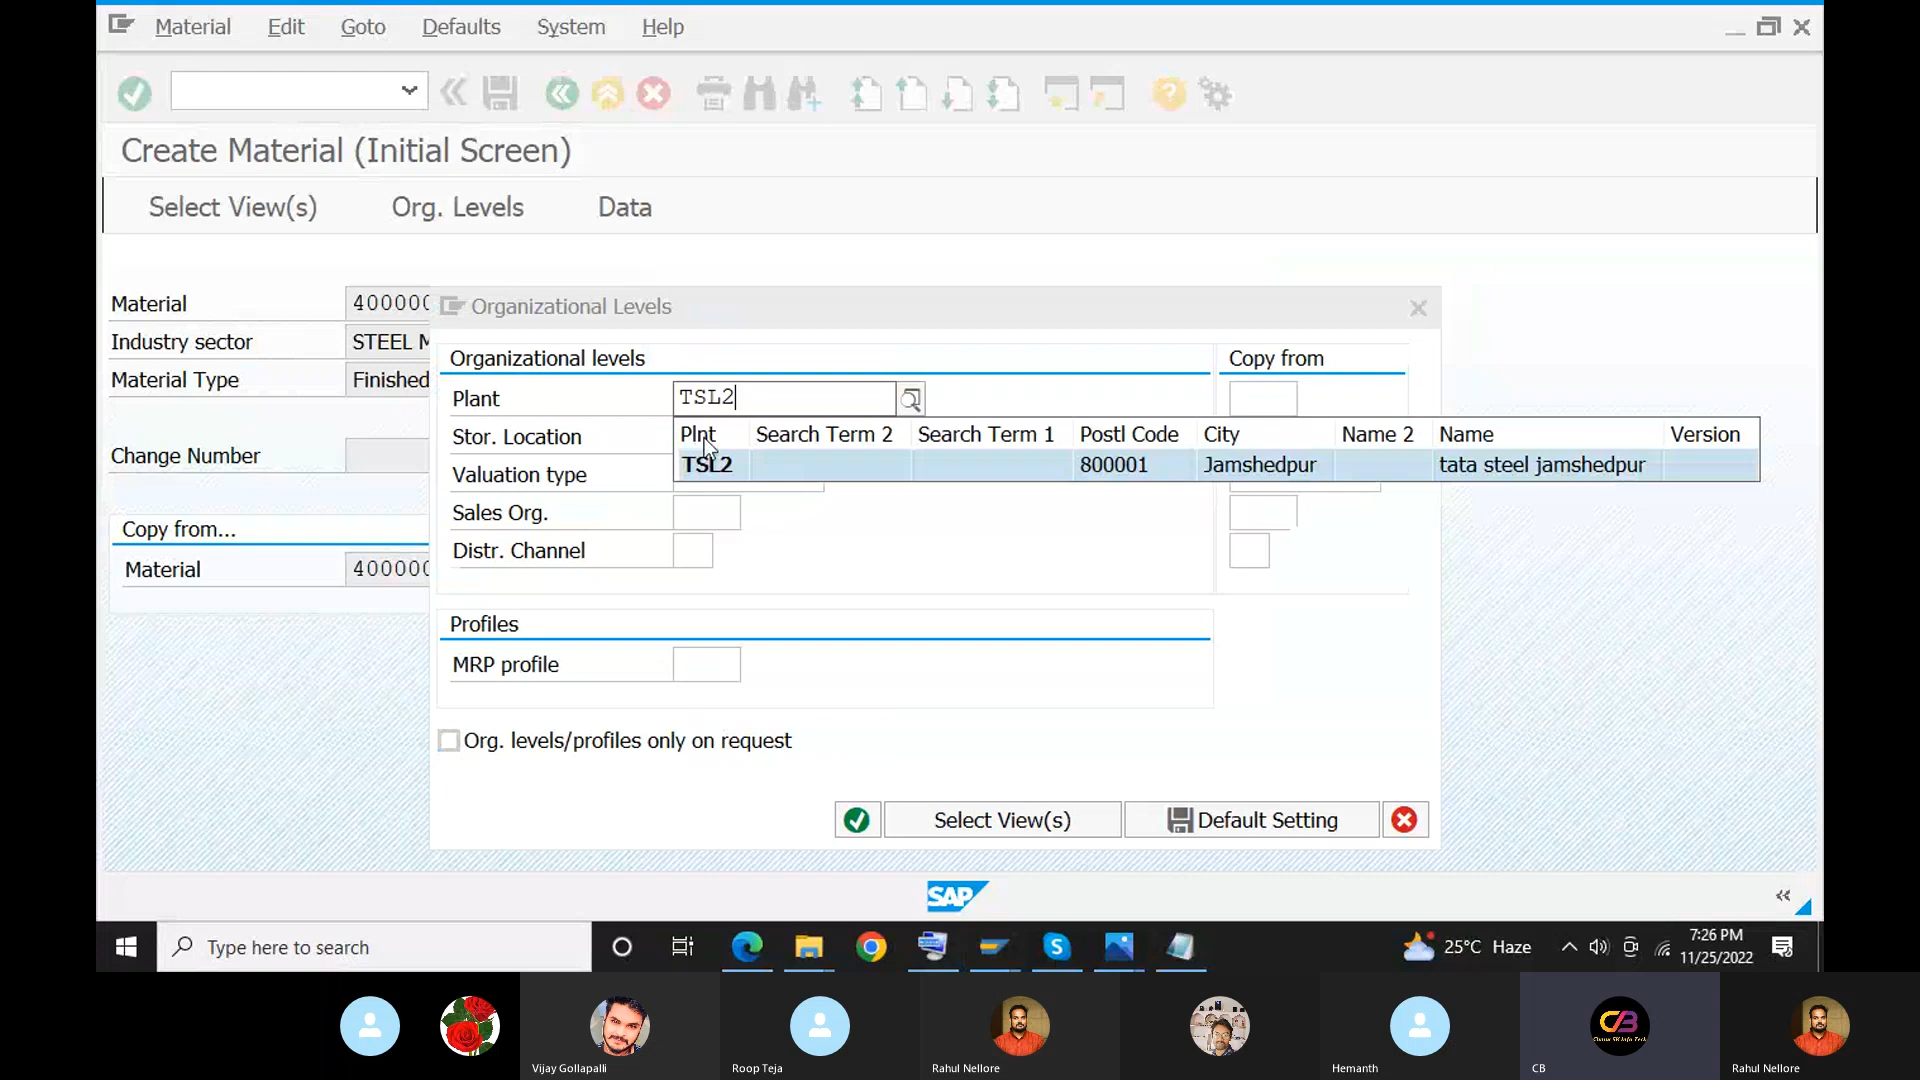 Material Edit Goto Defaults System Help
Create Material (Initial Screen)
Select View(s) Org. Levels Data
Material 400000
Industry sector STEEL M
Material Type Finished
Change Number
Copy from...
Material 400000
Organizational Levels
Organizational levels Copy from
Plant TSL2
Stor. Location
Valuation type
Sales Org.
Distr. Channel
Plnt Search Term 2 Search Term 1 Postl Code City Name 2 Name Version
TSL2 800001 Jamshedpur tata steel jamshedpur
Profiles
MRP profile
Org. levels/profiles only on request
Select View(s) Default Setting
SAP
Type here to search
25°C Haze
7:26 PM
11/25/2022
CB
Vijay Gollapalli Roop Teja Rahul Nellore Hemanth CB Rahul Nellore